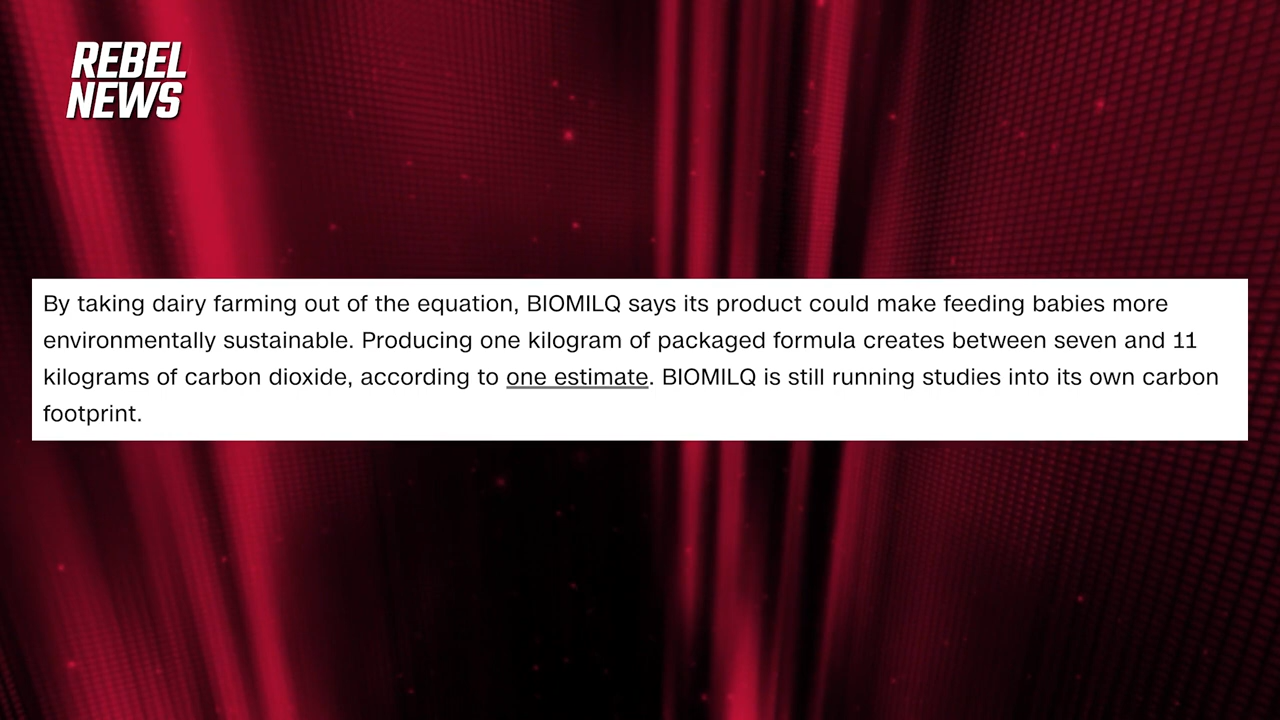 REBEL
NEWS
By taking dairy farming out of the equation, BIOMILQ says its product could make feeding babies more
environmentally sustainable. Producing one kilogram of packaged formula creates between seven and 11
kilograms of carbon dioxide, according to one estimate. BIOMILQ is still running studies into its own carbon
footprint.